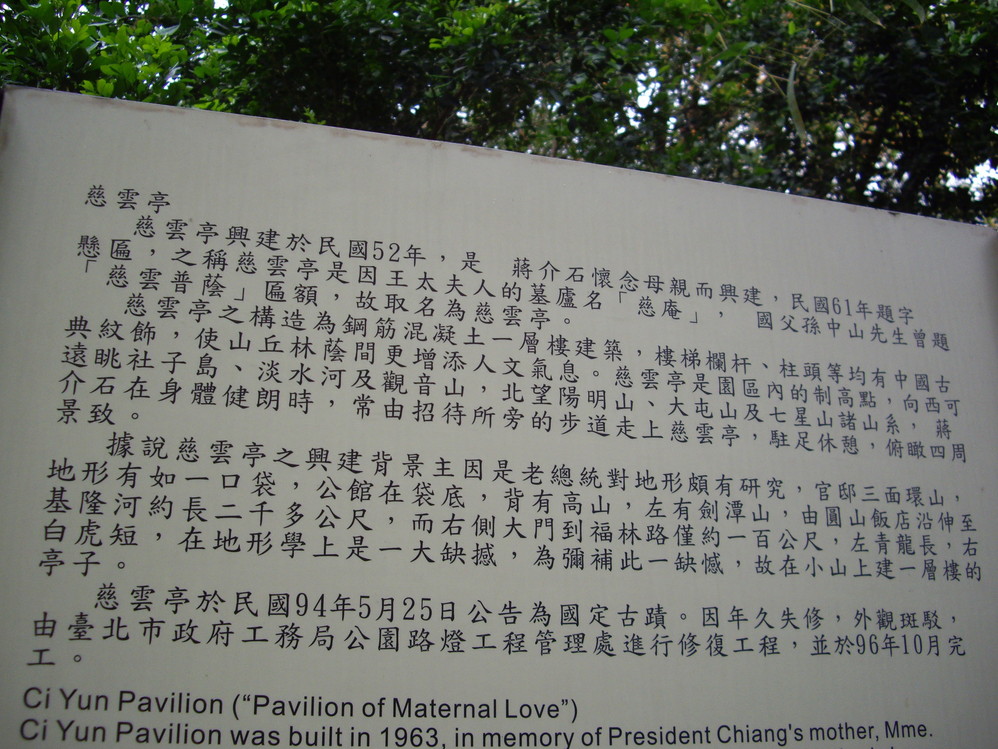 慈雲亭
慈雲亭興建於民國52年，是 蔣介石懷念母親而興建，民國61年題字
懸匾，之稱慈雲亭是因王太夫人的墓廬名「慈庵」， 國父孫中山先生曾題
「慈雲普蔭」匾額，故取名為慈雲亭。
慈雲亭之構造為鋼筋混凝土一層樓建築，樓梯欄杆、柱頭等均有中國古
典紋飾，使山丘林蔭間更增添人文氣息。慈雲亭是園區內的制高點，向西可
遠眺社子島、淡水河及觀音山，北望陽明山、大屯山及七星山諸山系， 蔣
介石在身體健朗時，常由招待所旁的步道走上慈雲亭，駐足休憩，俯瞰四周
景致。
據說慈雲亭之興建背景主因是老總統對地形頗有研究，官邸三面環山，
地形有如一口袋，公館在袋底，背有高山，左有劍潭山，由圓山飯店沿伸至
基隆河約長二千多公尺，而右側大門到福林路僅約一百公尺，左青龍長，右
白虎短，在地形學上是一大缺撼，為彌補此一缺憾，故在小山上建一層樓的
亭子。
慈雲亭於民國94年5月25日公告為國定古蹟。因年久失修，外觀斑駁，
由臺北市政府工務局公園路燈工程管理處進行修復工程，並於96年10月完
工。
Ci Yun Pavilion (“Pavilion of Maternal Love”)
Ci Yun Pavilion was built in 1963, in memory of President Chiang's mother, Mme.